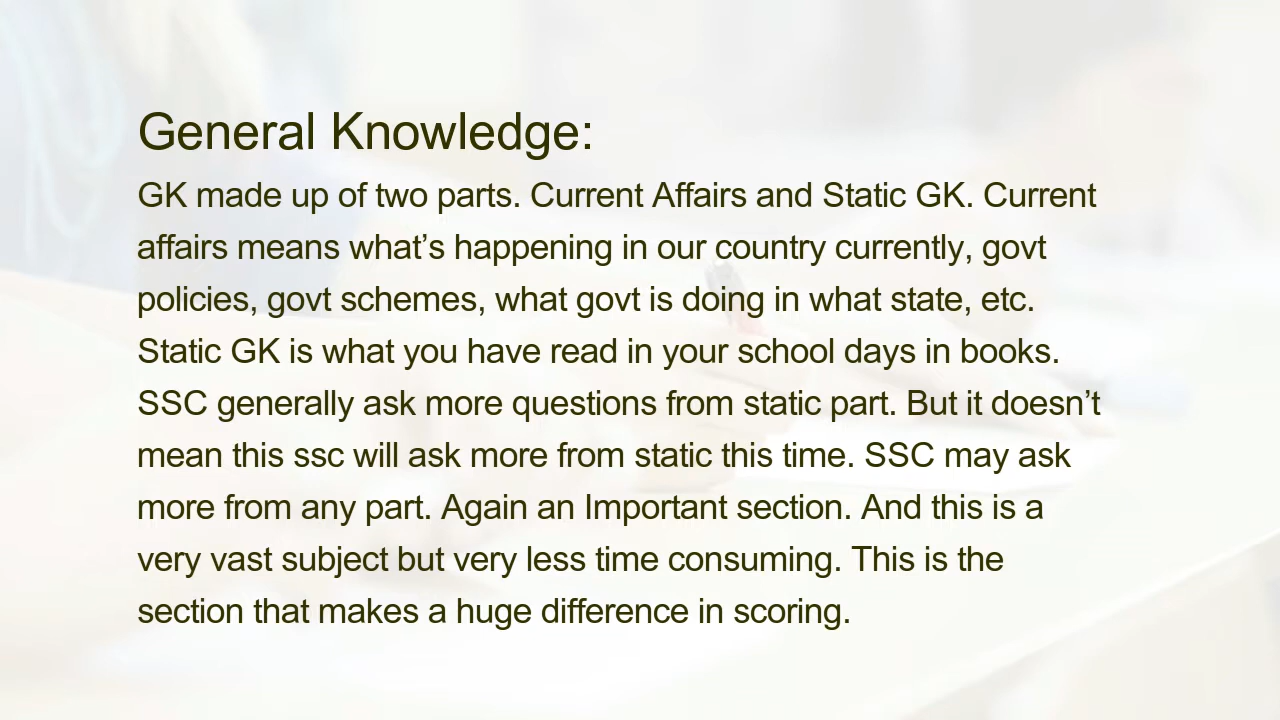 General Knowledge:
GK made up of two parts. Current Affairs and Static GK. Current
affairs means what’s happening in our country currently, govt
policies, govt schemes, what govt is doing in what state, etc.
Static GK is what you have read in your school days in books.
SSC generally ask more questions from static part. But it doesn’t
mean this ssc will ask more from static this time. SSC may ask
more from any part. Again an Important section. And this is a
very vast subject but very less time consuming. This is the
section that makes a huge difference in scoring.